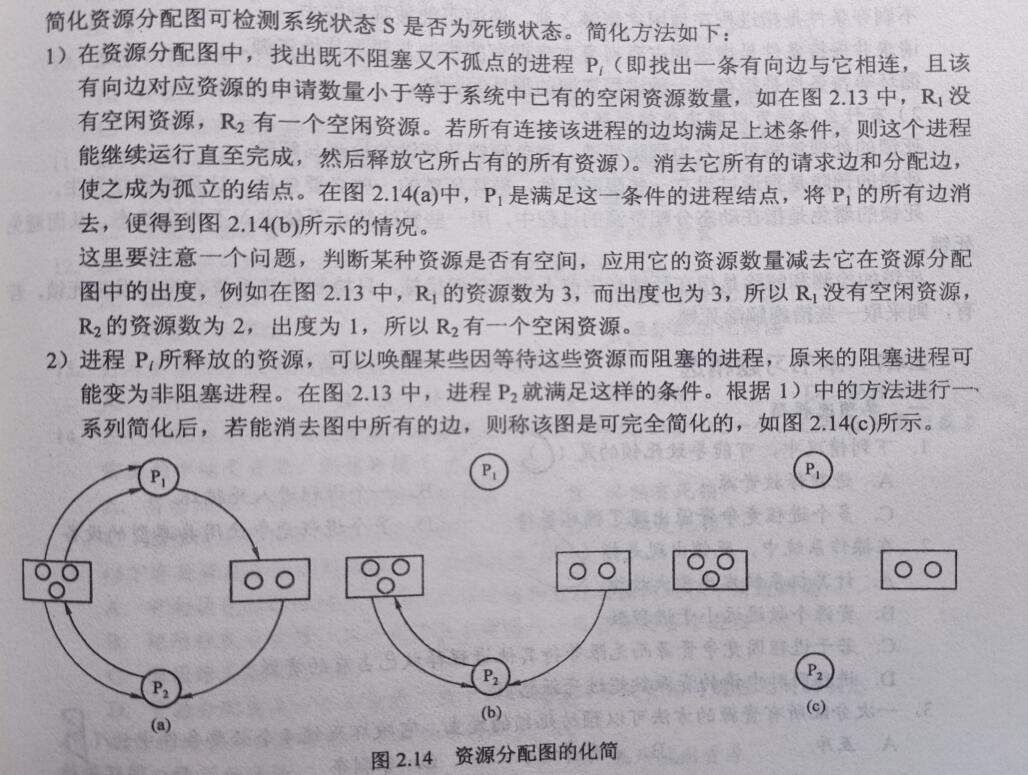 简化资源分配图可检测系统状态 S 是否为死锁状态。简化方法如下：
1）在资源分配图中，找出既不阻塞又不孤点的进程 Pi（即找出一条有向边与它相连，且该
有向边对应资源的申请数量小于等于系统中已有的空闲资源数量，如在图 2.13 中，R1 没
有空闲资源，R2 有一个空闲资源。若所有连接该进程的边均满足上述条件，则这个进程
能继续运行直至完成，然后释放它所占有的所有资源）。消去它所有的请求边和分配边，
使之成为孤立的结点。在图 2.14(a)中，P1 是满足这一条件的进程结点，将 P1 的所有边消
去，便得到图 2.14(b)所示的情况。
这里要注意一个问题，判断某种资源是否有空间，应用它的资源数量减去它在资源分配
图中的出度，例如在图 2.13 中，R1 的资源数为 3，而出度也为 3，所以 R1 没有空闲资源，
R2 的资源数为 2，出度为 1，所以 R2 有一个空闲资源。
2）进程 Pi 所释放的资源，可以唤醒某些因等待这些资源而阻塞的进程，原来的阻塞进程可
能变为非阻塞进程。在图 2.13 中，进程 P2 就满足这样的条件。根据 1）中的方法进行一
系列简化后，若能消去图中所有的边，则称该图是可完全简化的，如图 2.14(c)所示。
P1 P1 P1
P2 P2 P2
(a) (b) (c)
图 2.14 资源分配图的化简